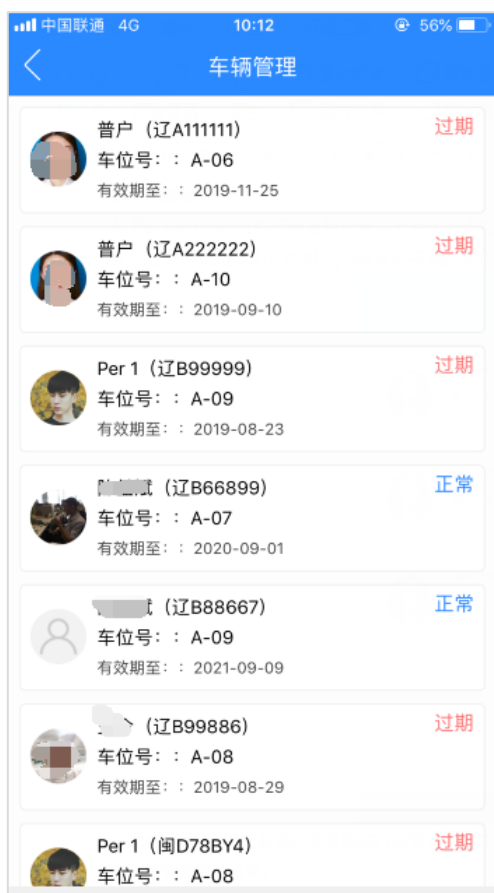 中国联通 4G 10:12 56%
车辆管理
普户（辽A111111） 过期
车位号：: A-06
有效期至：: 2019-11-25
普户（辽A222222） 过期
车位号：: A-10
有效期至：: 2019-09-10
Per 1（辽B99999） 过期
车位号：: A-09
有效期至：: 2019-08-23
（辽B66899） 正常
车位号：: A-07
有效期至：: 2020-09-01
（辽B88667） 正常
车位号：: A-09
有效期至：: 2021-09-09
（辽B99886） 过期
车位号：: A-08
有效期至：: 2019-08-29
Per 1（闽D78BY4） 过期
车位号：: A-08